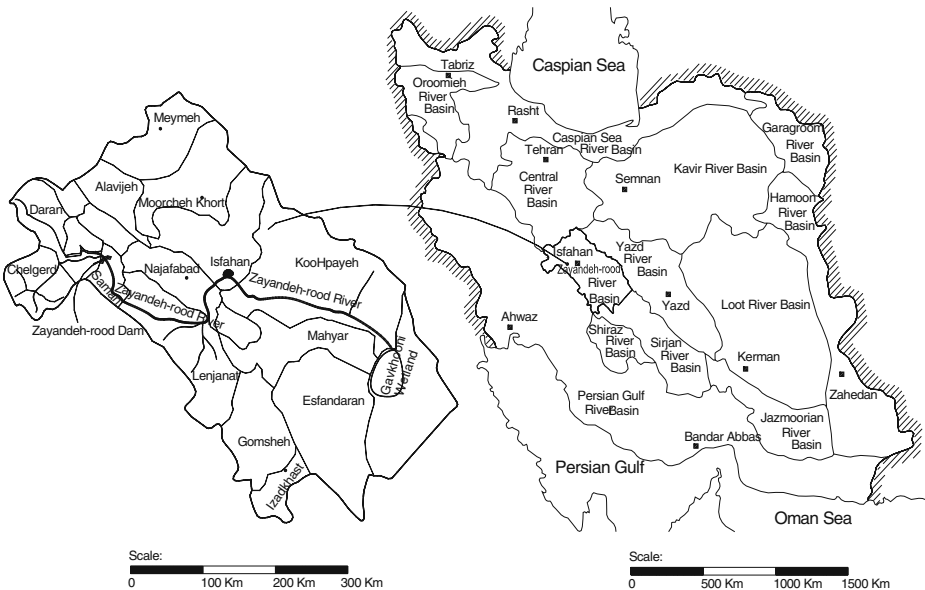 Meymeh
Alavijeh
Moorcheh Khort
Daran
Chelgerd
Najafabad
Isfahan
KooHpayeh
Saman
Zayandeh-rood River
Zayandeh-rood River
Zayandeh-rood Dam
Mahyar
Gavkhooni
Wetland
Lenjanat
Esfandaran
Gomsheh
Izadkhast
Scale:
0 100 Km 200 Km 300 Km
Caspian Sea
Tabriz
Oroomieh
River
Basin
Rasht
Caspian Sea
River Basin
Tehran
Central
River
Basin
Semnan
Kavir River Basin
Garagroom
River
Basin
Hamoon
River
Basin
Isfahan
Zayandeh-rood
River
Basin
Yazd
River
Basin
Yazd
Loot River Basin
Ahwaz
Shiraz
River
Basin
Sirjan
River
Basin
Kerman
Zahedan
Persian Gulf
River Basin
Jazmoorian
River
Basin
Bandar Abbas
Persian Gulf
Oman Sea
Scale:
0 500 Km 1000 Km 1500 Km